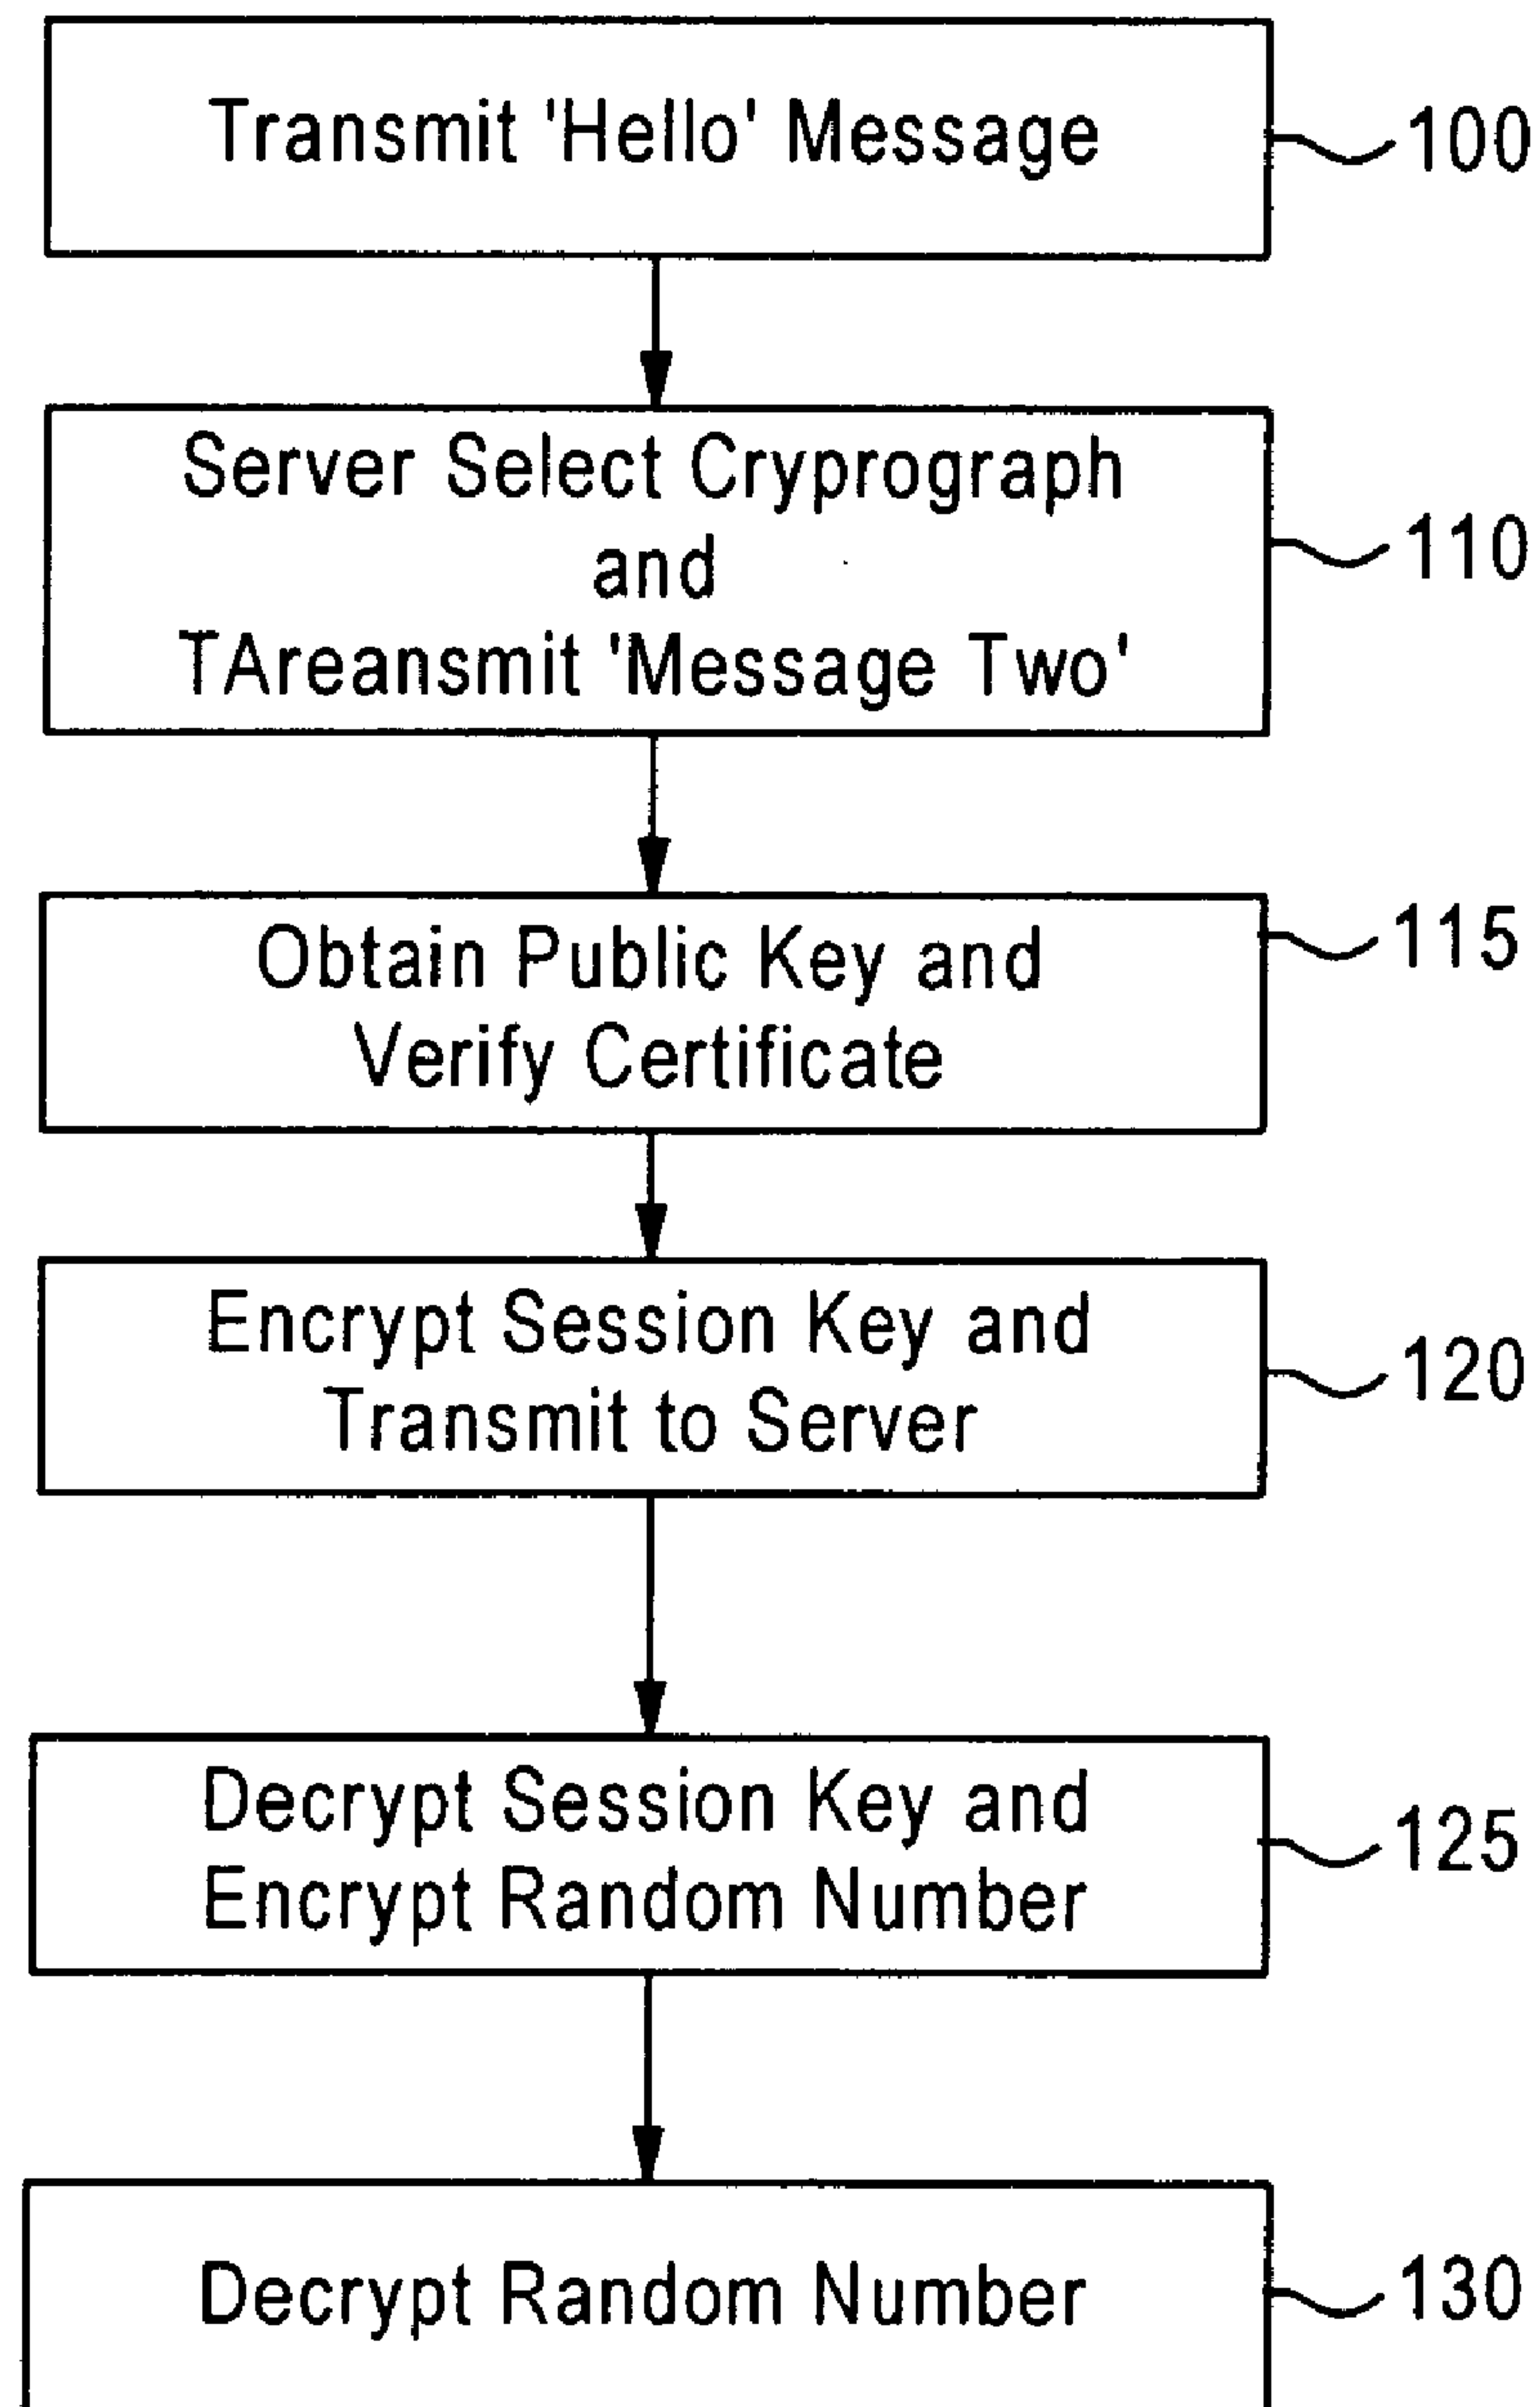 Transmit 'Hello' Message
100
Server Select Cryprograph
and
TAreansmit 'Message Two'
110
Obtain Public Key and
Verify Certificate
115
Encrypt Session Key and
Transmit to Server
120
Decrypt Session Key and
Encrypt Random Number
125
Decrypt Random Number
130